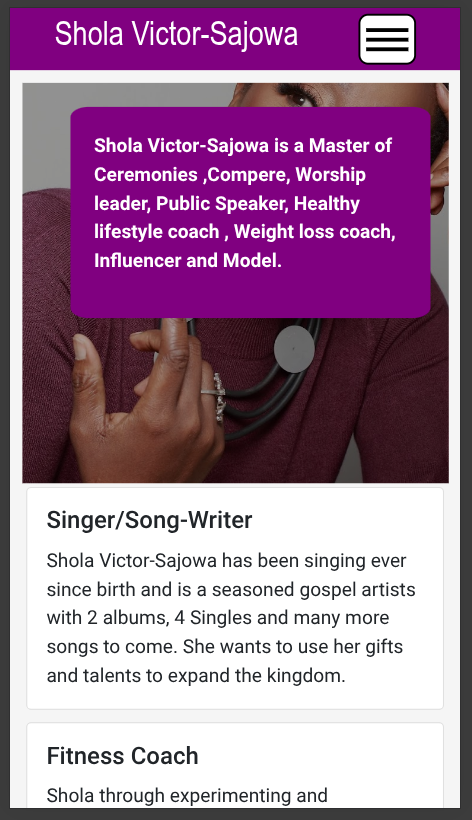 Shola Victor-Sajowa
Shola Victor-Sajowa is a Master of
Ceremonies ,Compere, Worship
leader, Public Speaker, Healthy
lifestyle coach , Weight loss coach,
Influencer and Model.
Singer/Song-Writer
Shola Victor-Sajowa has been singing ever
since birth and is a seasoned gospel artists
with 2 albums, 4 Singles and many more
songs to come. She wants to use her gifts
and talents to expand the kingdom.
Fitness Coach
Shola through experimenting and